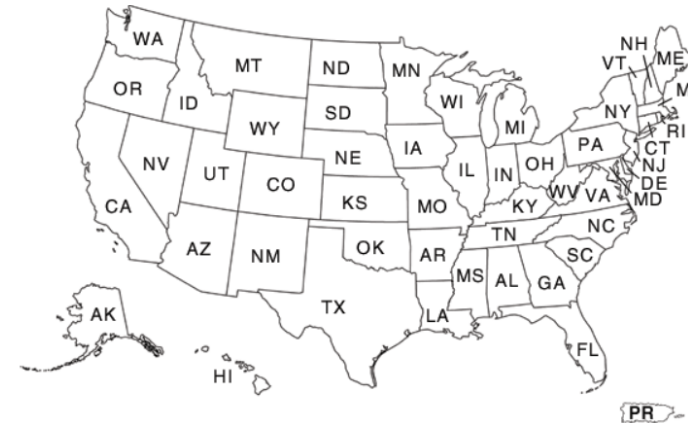 NH
WA
ME
VT
MT
ND
MN
OR
M
ID
SD
WI
NY
WY
MI
RI
IA
PA
CT
NE
NV
OH
NJ
UT
IL
IN
CO
DE
WV
VA
MD
KS
CA
MO
KY
NC
TN
AZ
OK
AR
NM
SC
MS
AL
GA
TX
AK
LA
FL
HI
PR